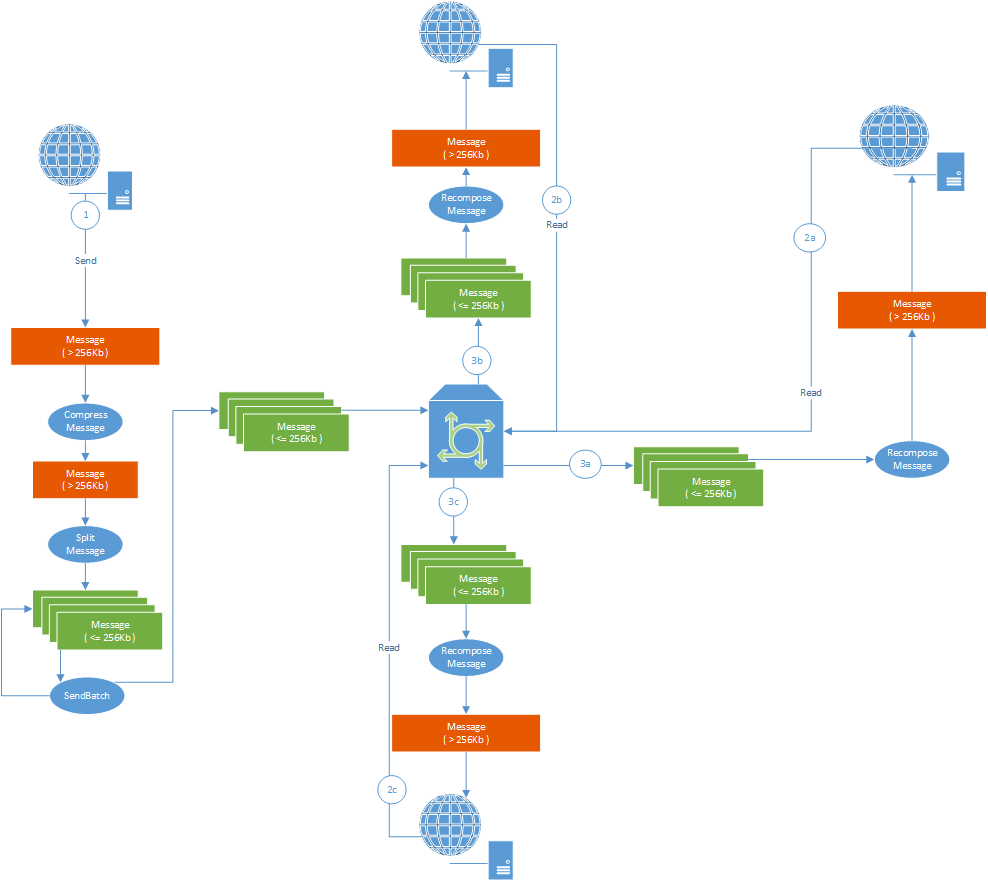 1
Send
Message
( > 256Kb )
Compress
Message
Message
( > 256Kb )
Split
Message
Message
( <= 256Kb )
SendBatch
Message
( <= 256Kb )
Message
( > 256Kb )
Recompose
Message
Message
( <= 256Kb )
3b
2b
Read
2a
Read
Message
( > 256Kb )
Recompose
Message
3a
Message
( <= 256Kb )
3c
Message
( <= 256Kb )
Recompose
Message
Message
( > 256Kb )
Read
2c